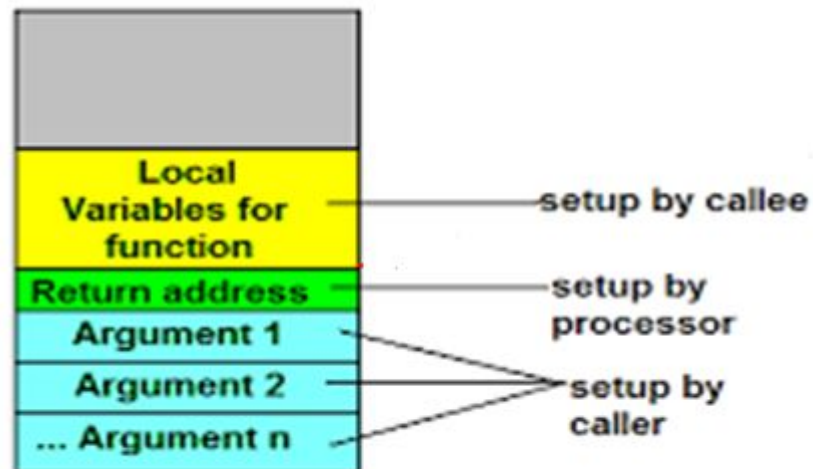 Local
Variables for
function
setup by callee
Return address
setup by
processor
Argument 1
Argument 2
... Argument n
setup by
caller